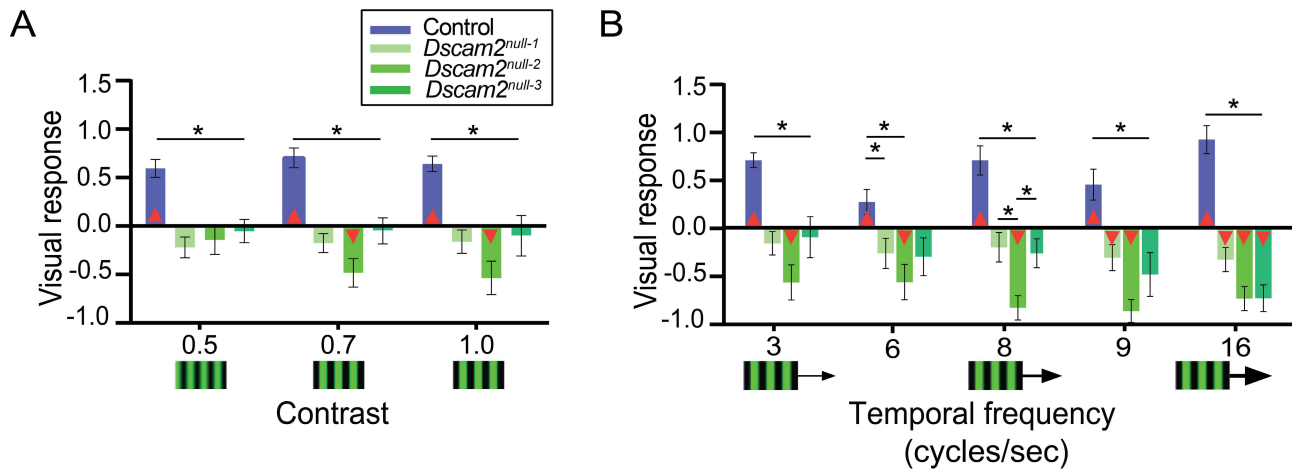 A
Control
Dscam2null-1
Dscam2null-2
Dscam2null-3
Visual response
1.5
1.0
0.5
0.0
-0.5
-1.0
*
*
*
0.5
0.7
1.0
Contrast
B
Visual response
1.5
1.0
0.5
0.0
-0.5
-1.0
*
*
*
*
*
*
*
*
3
6
8
9
16
Temporal frequency
(cycles/sec)